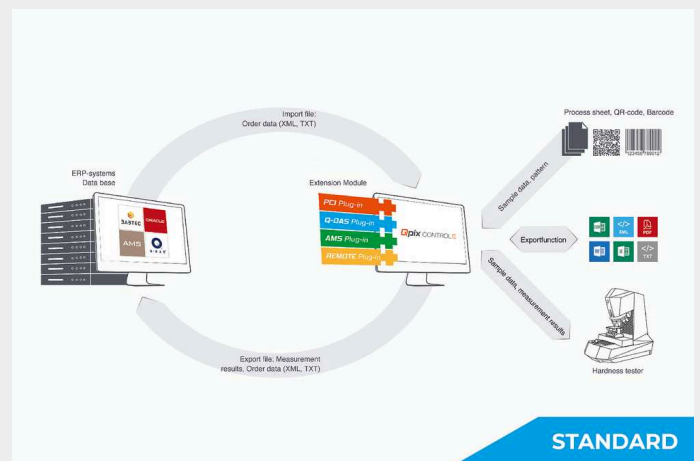 Import file:
Order data (XML, TXT)
Process sheet, QR-code, Barcode
ERP-systems
Data base
BABTEC
ORACLE
AMS
Extension Module
PCI Plug-in
Q-DAS Plug-in
AMS Plug-in
REMOTE Plug-in
Qpix CONTROL2
Sample data, pattern
Exportfunction
XML
PDF
TXT
Sample data, measurement results
Hardness tester
Export file: Measurement
results, Order data (XML, TXT)
STANDARD